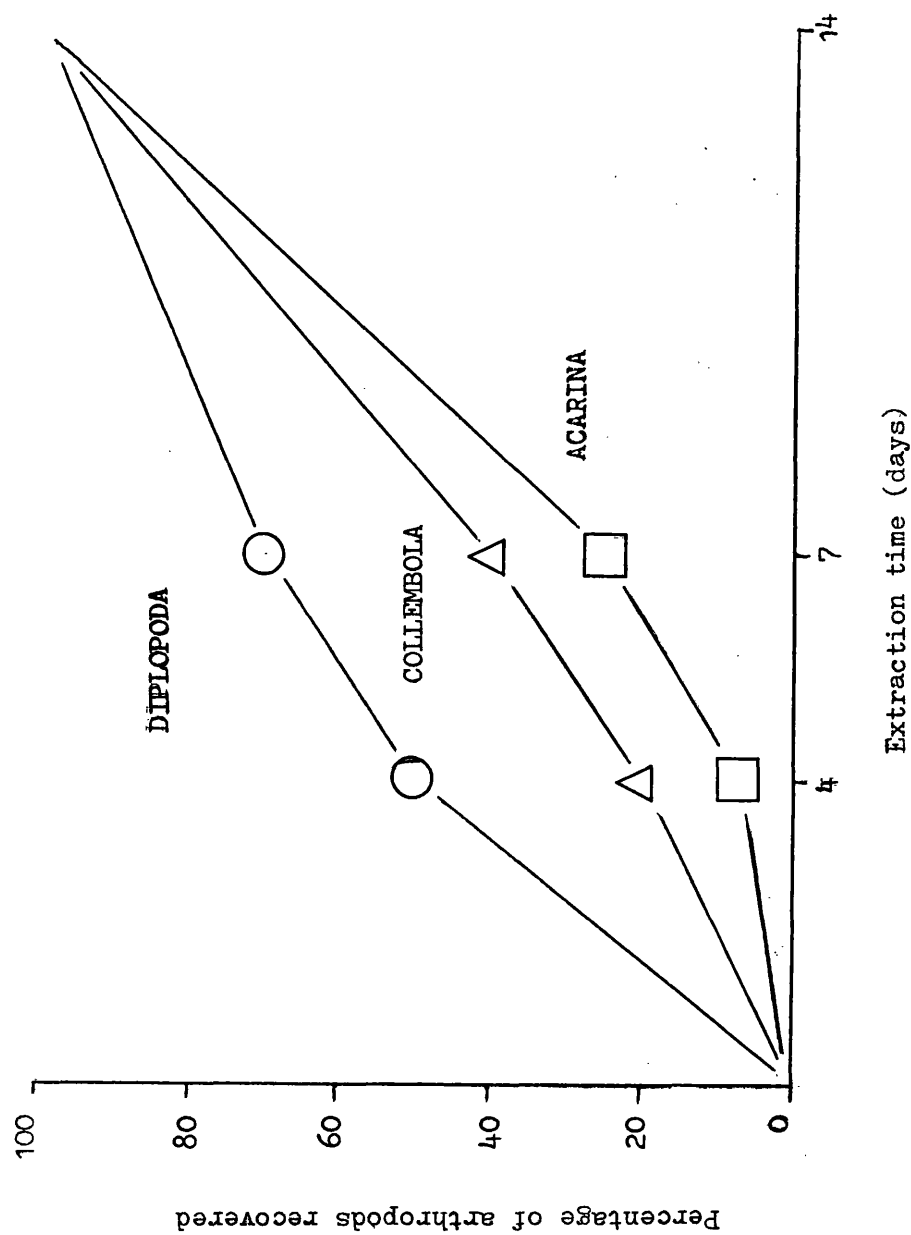 Percentage of arthropods recovered
100
80
60
40
20
0
DIPLOPODA
COLLEMBOLA
ACARINA
4
7
14
Extraction time (days)